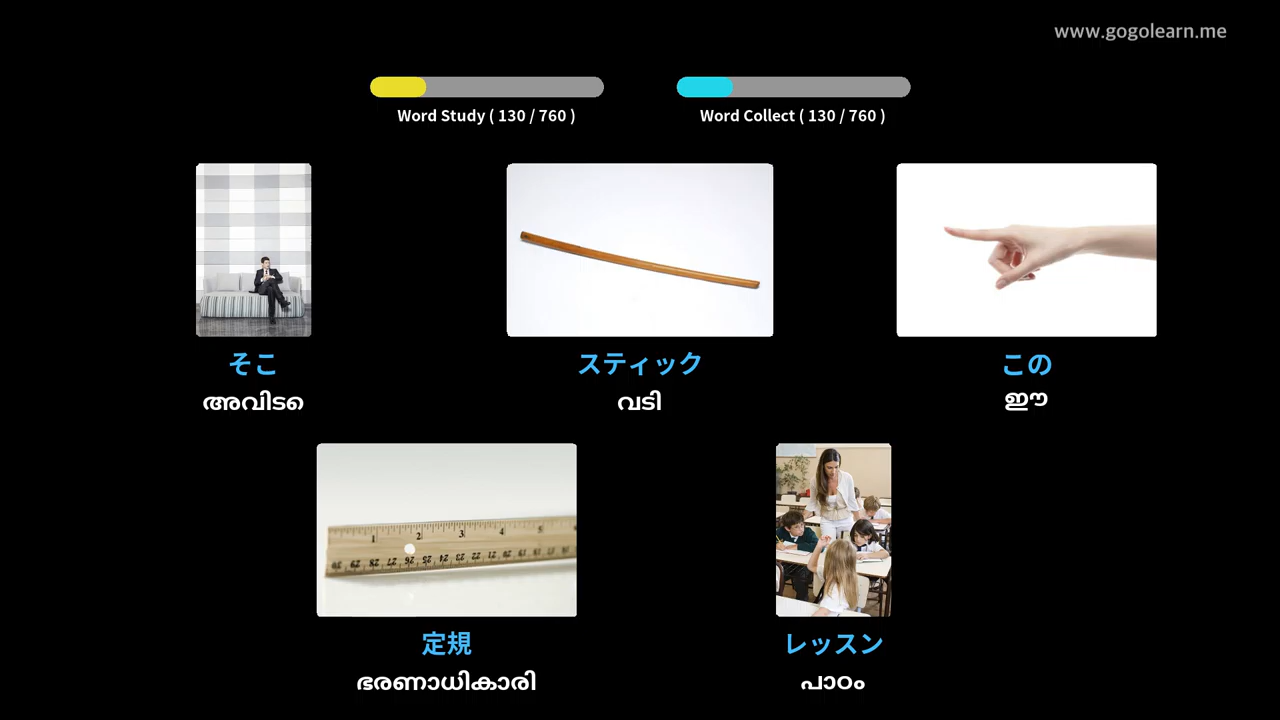 www.gogolearn.me
Word Study ( 130 / 760 )
Word Collect ( 130 / 760 )
そこ
അവിടെ
スティック
വടി
この
ഈ
定規
ഭരണാധികാരി
レッスン
പാഠം